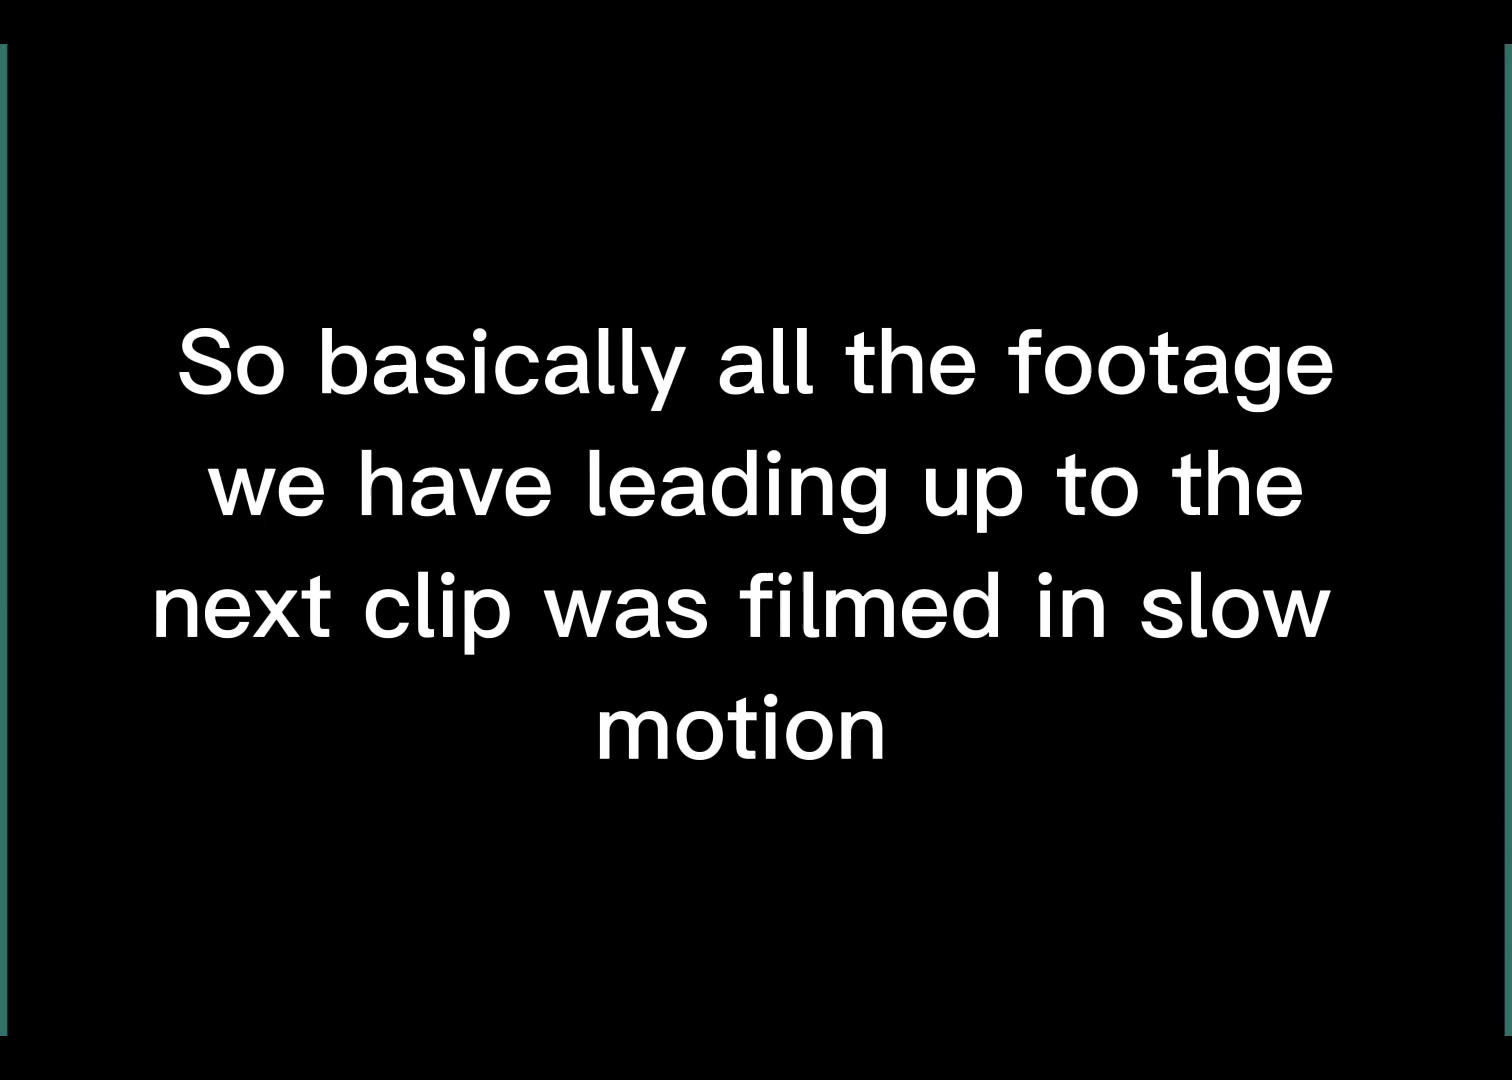 So basically all the footage
we have leading up to the
next clip was filmed in slow
motion